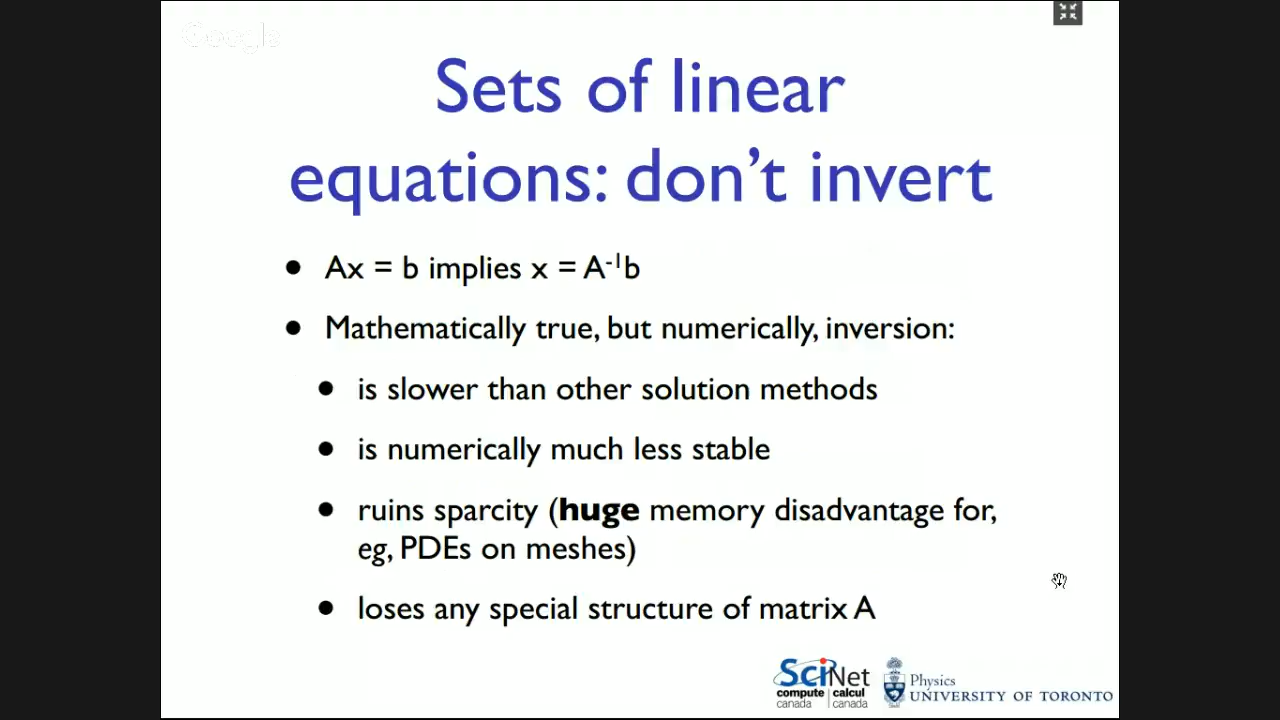 Google
Sets of linear
equations: don't invert
• Ax = b implies x = A⁻¹b
• Mathematically true, but numerically, inversion:
• is slower than other solution methods
• is numerically much less stable
• ruins sparcity (huge memory disadvantage for,
eg, PDEs on meshes)
• loses any special structure of matrix A
SciNet
compute | calcul
canada | canada
Physics
UNIVERSITY OF TORONTO